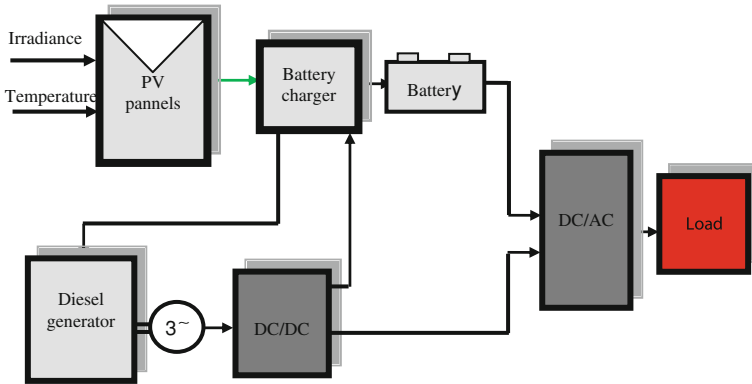 Irradiance
Temperature
PV
pannels
Battery
charger
Battery
DC/AC
Load
Diesel
generator
3~
DC/DC